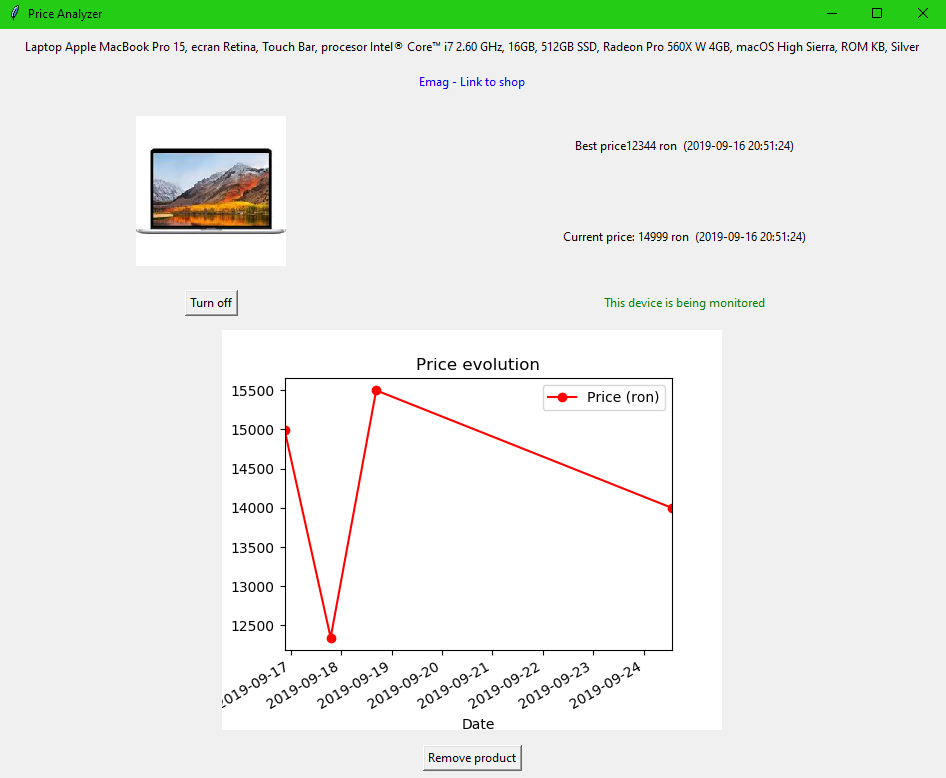 Price Analyzer
Laptop Apple MacBook Pro 15, ecran Retina, Touch Bar, procesor Intel® Core™ i7 2.60 GHz, 16GB, 512GB SSD, Radeon Pro 560X W 4GB, macOS High Sierra, ROM KB, Silver
Emag - Link to shop
Best price12344 ron (2019-09-16 20:51:24)
Current price: 14999 ron (2019-09-16 20:51:24)
Turn off
This device is being monitored
Price evolution
Price (ron)
15500
15000
14500
14000
13500
13000
12500
2019-09-17
2019-09-18
2019-09-19
2019-09-20
2019-09-21
2019-09-22
2019-09-23
2019-09-24
Date
Remove product